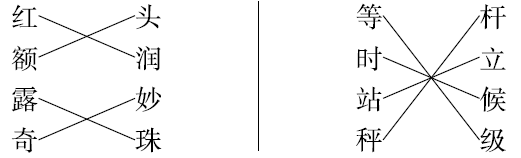 红 头 等 杆
额 润 时 立
露 妙 站 候
奇 珠 秤 级